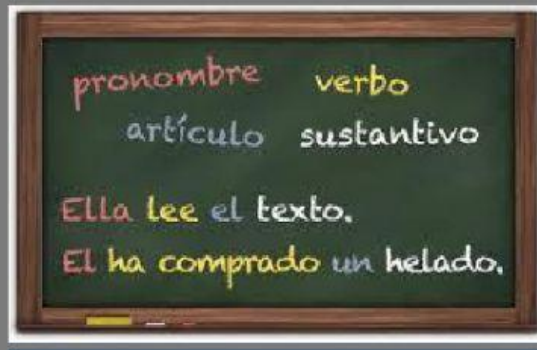 pronombre verbo
artículo sustantivo
Ella lee el texto.
El ha comprado un helado.